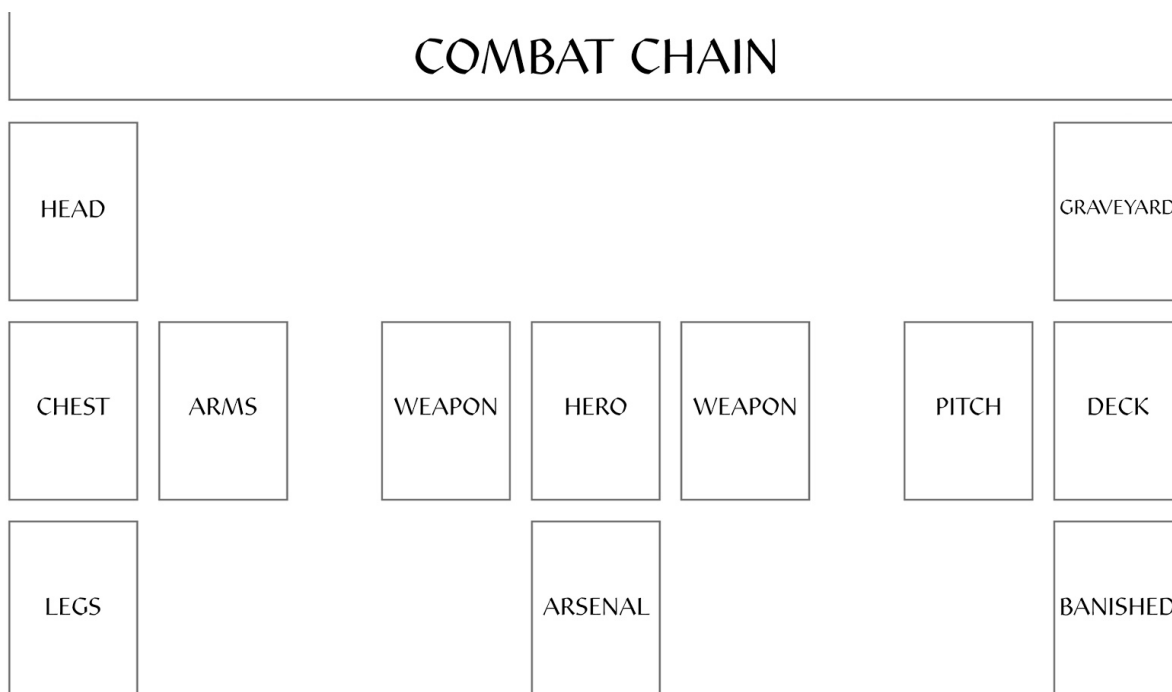 COMBAT CHAIN
HEAD
GRAVEYARD
CHEST
ARMS
WEAPON
HERO
WEAPON
PITCH
DECK
LEGS
ARSENAL
BANISHED